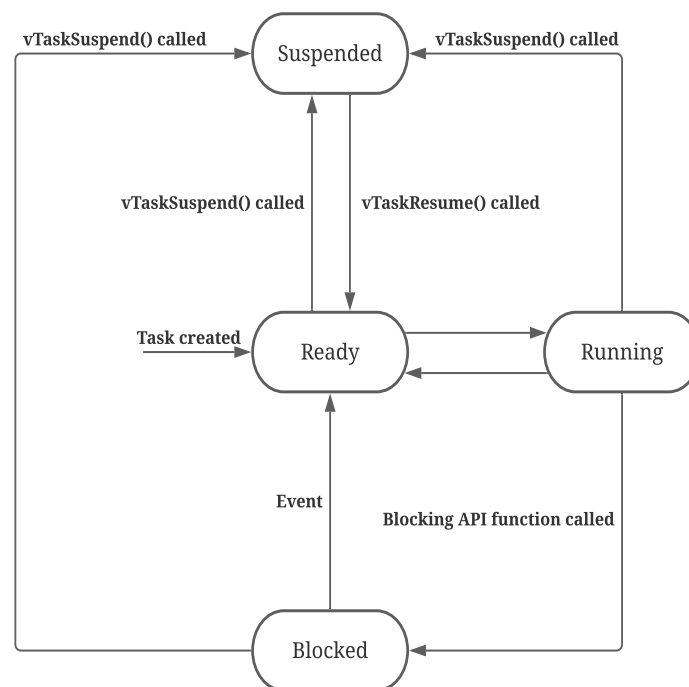 vTaskSuspend() called
vTaskSuspend() called
Suspended
vTaskSuspend() called
vTaskResume() called
Task created
Ready
Running
Event
Blocking API function called
Blocked